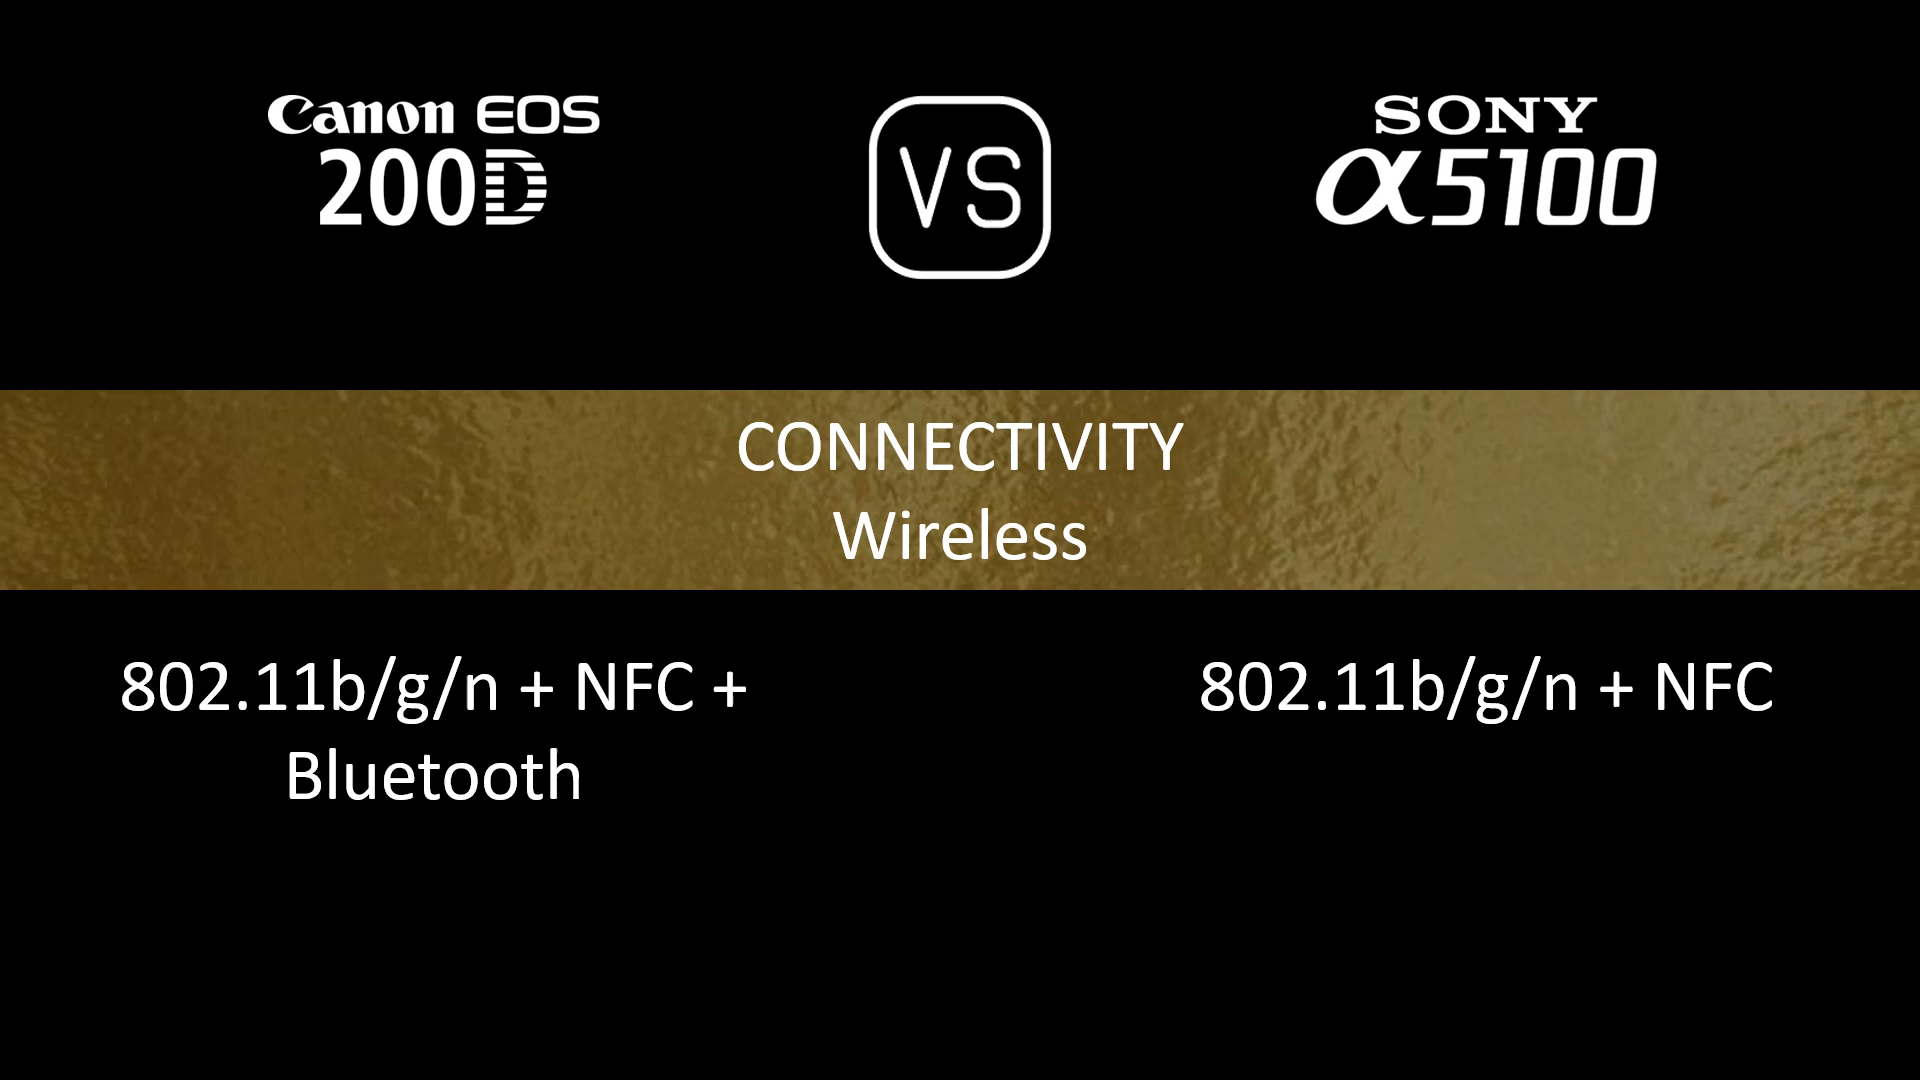 Canon EOS
200D
VS
SONY
α5100
CONNECTIVITY
Wireless
802.11b/g/n + NFC +
Bluetooth
802.11b/g/n + NFC